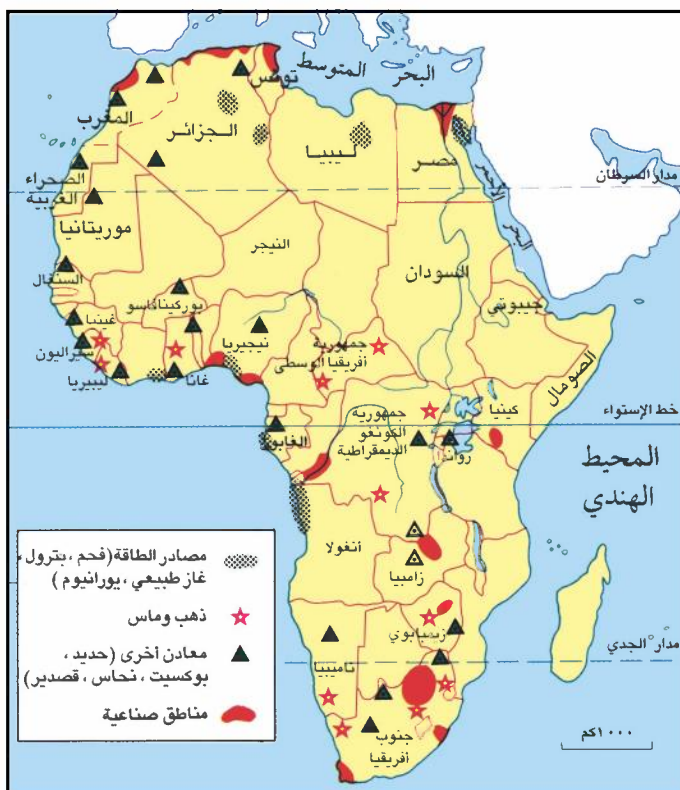 البحر
المتوسط
تونس
المغرب
الجزائر
ليبيا
مصر
البحر
الأحمر
مدار السرطان
الصحراء
الغربية
موريتانيا
النيجر
السودان
السنغال
بوركينافاسو
جيبوتي
غينيا
نيجيريا
جمهورية
أفريقيا الوسطى
سيراليون
ليبيريا
غانا
الصومال
كينيا
خط الإستواء
جمهورية
الكونغو
الديمقراطية
الغابون
رواندا
المحيط
الهندي
أنغولا
زامبيا
زيمبابوي
مدار الجدي
ناميبيا
جنوب
أفريقيا
١٠٠٠كم
مصادر الطاقة (فحم ، بترول ،
غاز طبيعي ، يورانيوم )
ذهب وماس
معادن أخرى (حديد ،
بوكسيت ، نحاس ، قصدير)
مناطق صناعية